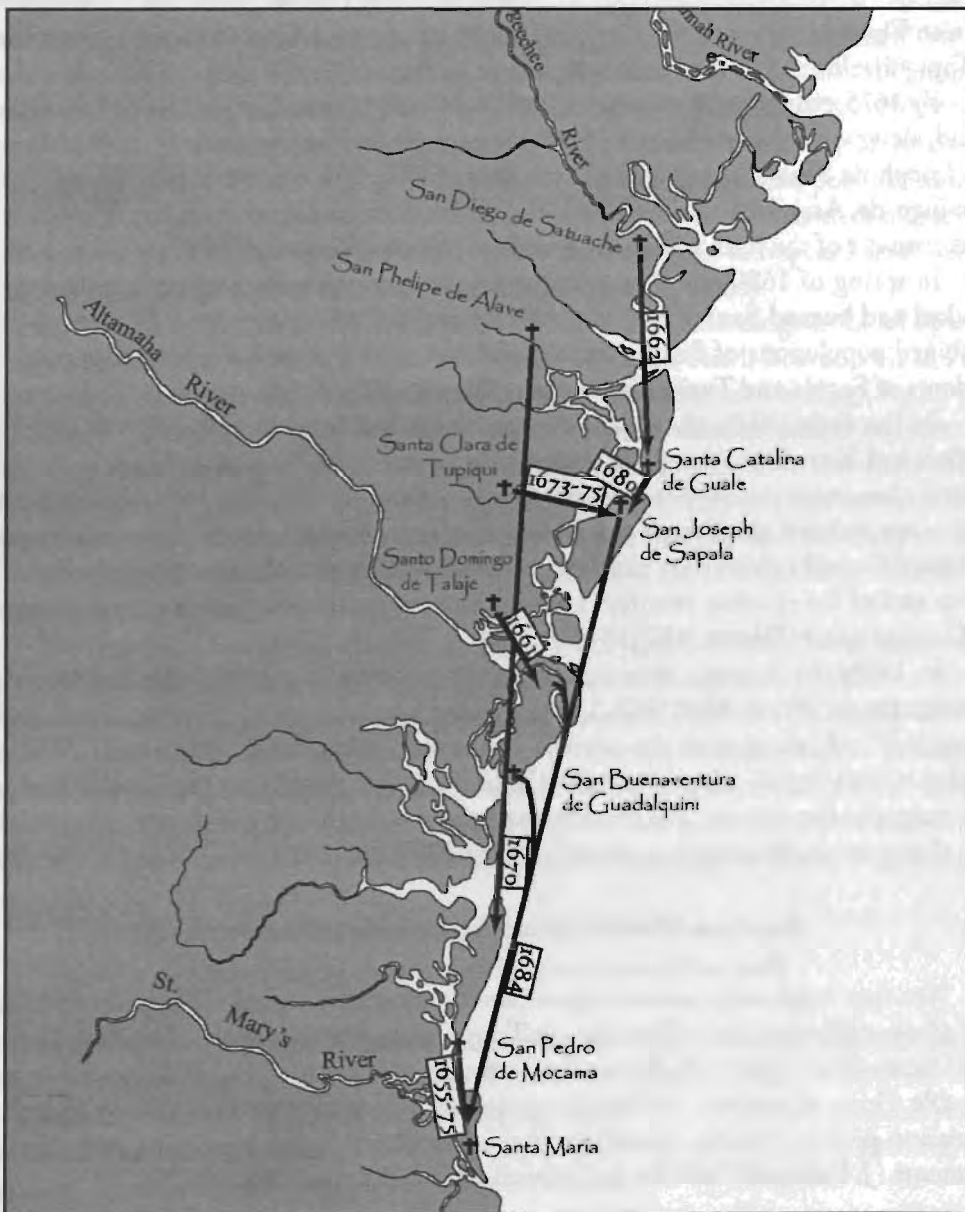 River
River
San Diego de Satuache
San Phelipe de Alave
Altamaha
River
1662
Santa Clara de
Tupiqui
1680
1673-75
Santa Catalina
de Guale
San Joseph
de Sapala
Santo Domingo
de Talaje
1661
San Buenaventura
de Guadalquini
1670
1684
St.
Mary's
River
San Pedro
de Mocama
1655-75
Santa Maria